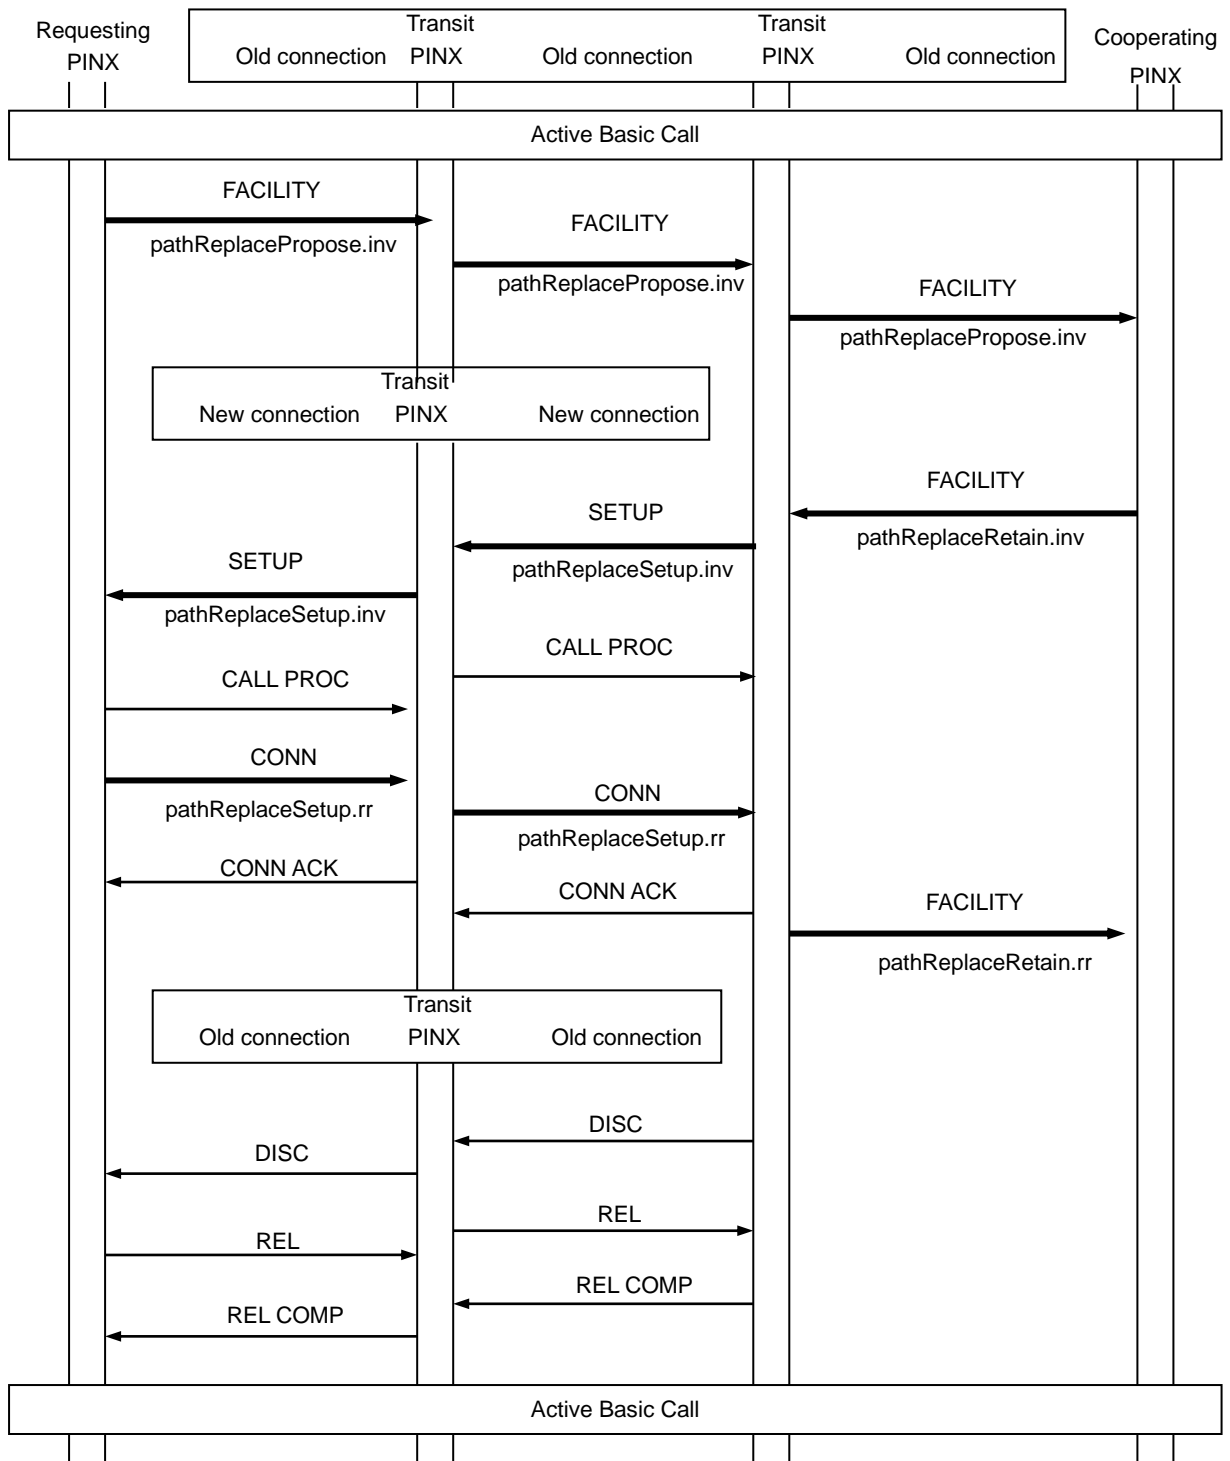 Requesting
PINX
Transit
Transit
Old connection PINX Old connection PINX Old connection
Cooperating
PINX
Active Basic Call
FACILITY
pathReplacePropose.inv
FACILITY
pathReplacePropose.inv
FACILITY
pathReplacePropose.inv
Transit
New connection PINX New connection
FACILITY
pathReplaceRetain.inv
SETUP
pathReplaceSetup.inv
SETUP
pathReplaceSetup.inv
CALL PROC
CALL PROC
CONN
pathReplaceSetup.rr
CONN
pathReplaceSetup.rr
CONN ACK
CONN ACK
FACILITY
pathReplaceRetain.rr
Transit
Old connection PINX Old connection
DISC
DISC
REL
REL
REL COMP
REL COMP
Active Basic Call